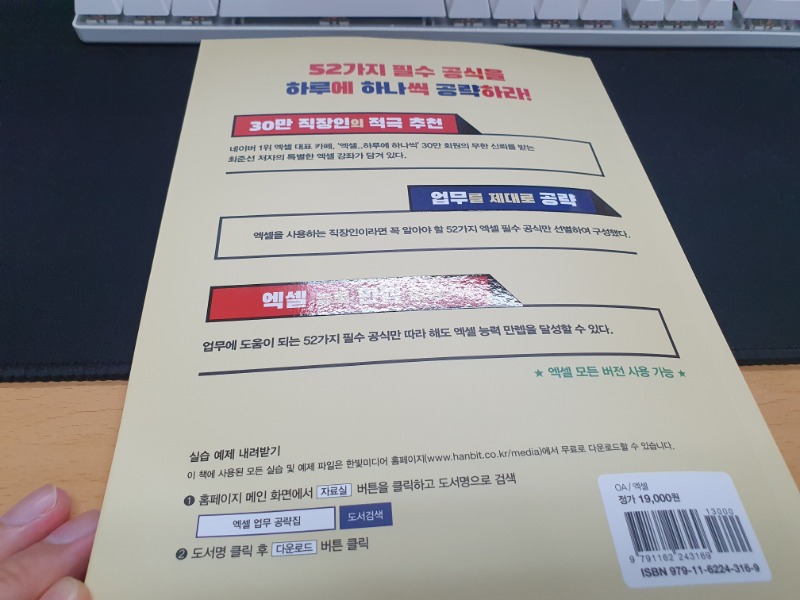 52가지 필수 공식을
하루에 하나씩 공략하라!
30만 직장인의 적극 추천
네이버 1위 엑셀 대표 카페, '엑셀..하루에 하나씩' 30만 회원의 무한 신뢰를 받는
최준선 저자의 특별한 엑셀 강좌가 담겨 있다.
업무를 제대로 공략
엑셀을 사용하는 직장인이라면 꼭 알아야 할 52가지 엑셀 필수 공식만 선별하여 구성했다.
엑셀
업무에 도움이 되는 52가지 필수 공식만 따라 해도 엑셀 능력 만렙을 달성할 수 있다.
★ 엑셀 모든 버전 사용 가능 ★
실습 예제 내려받기
이 책에 사용된 모든 실습 및 예제 파일은 한빛미디어 홈페이지(www.hanbit.co.kr/media)에서 무료로 다운로드할 수 있습니다.
❶ 홈페이지 메인 화면에서 자료실 버튼을 클릭하고 도서명으로 검색
엑셀 업무 공략집 도서검색
❷ 도서명 클릭 후 다운로드 버튼 클릭
OA / 엑셀
정가 19,000원
13000
9 791162 243169
ISBN 979-11-6224-316-9